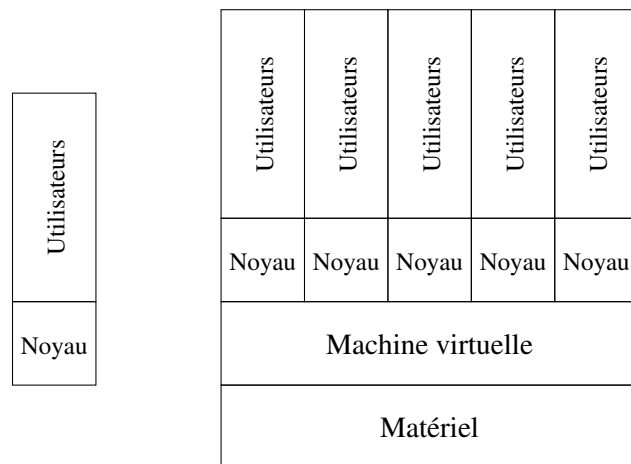 Utilisateurs
Noyau
Utilisateurs
Utilisateurs
Utilisateurs
Utilisateurs
Utilisateurs
Noyau
Noyau
Noyau
Noyau
Noyau
Machine virtuelle
Matériel